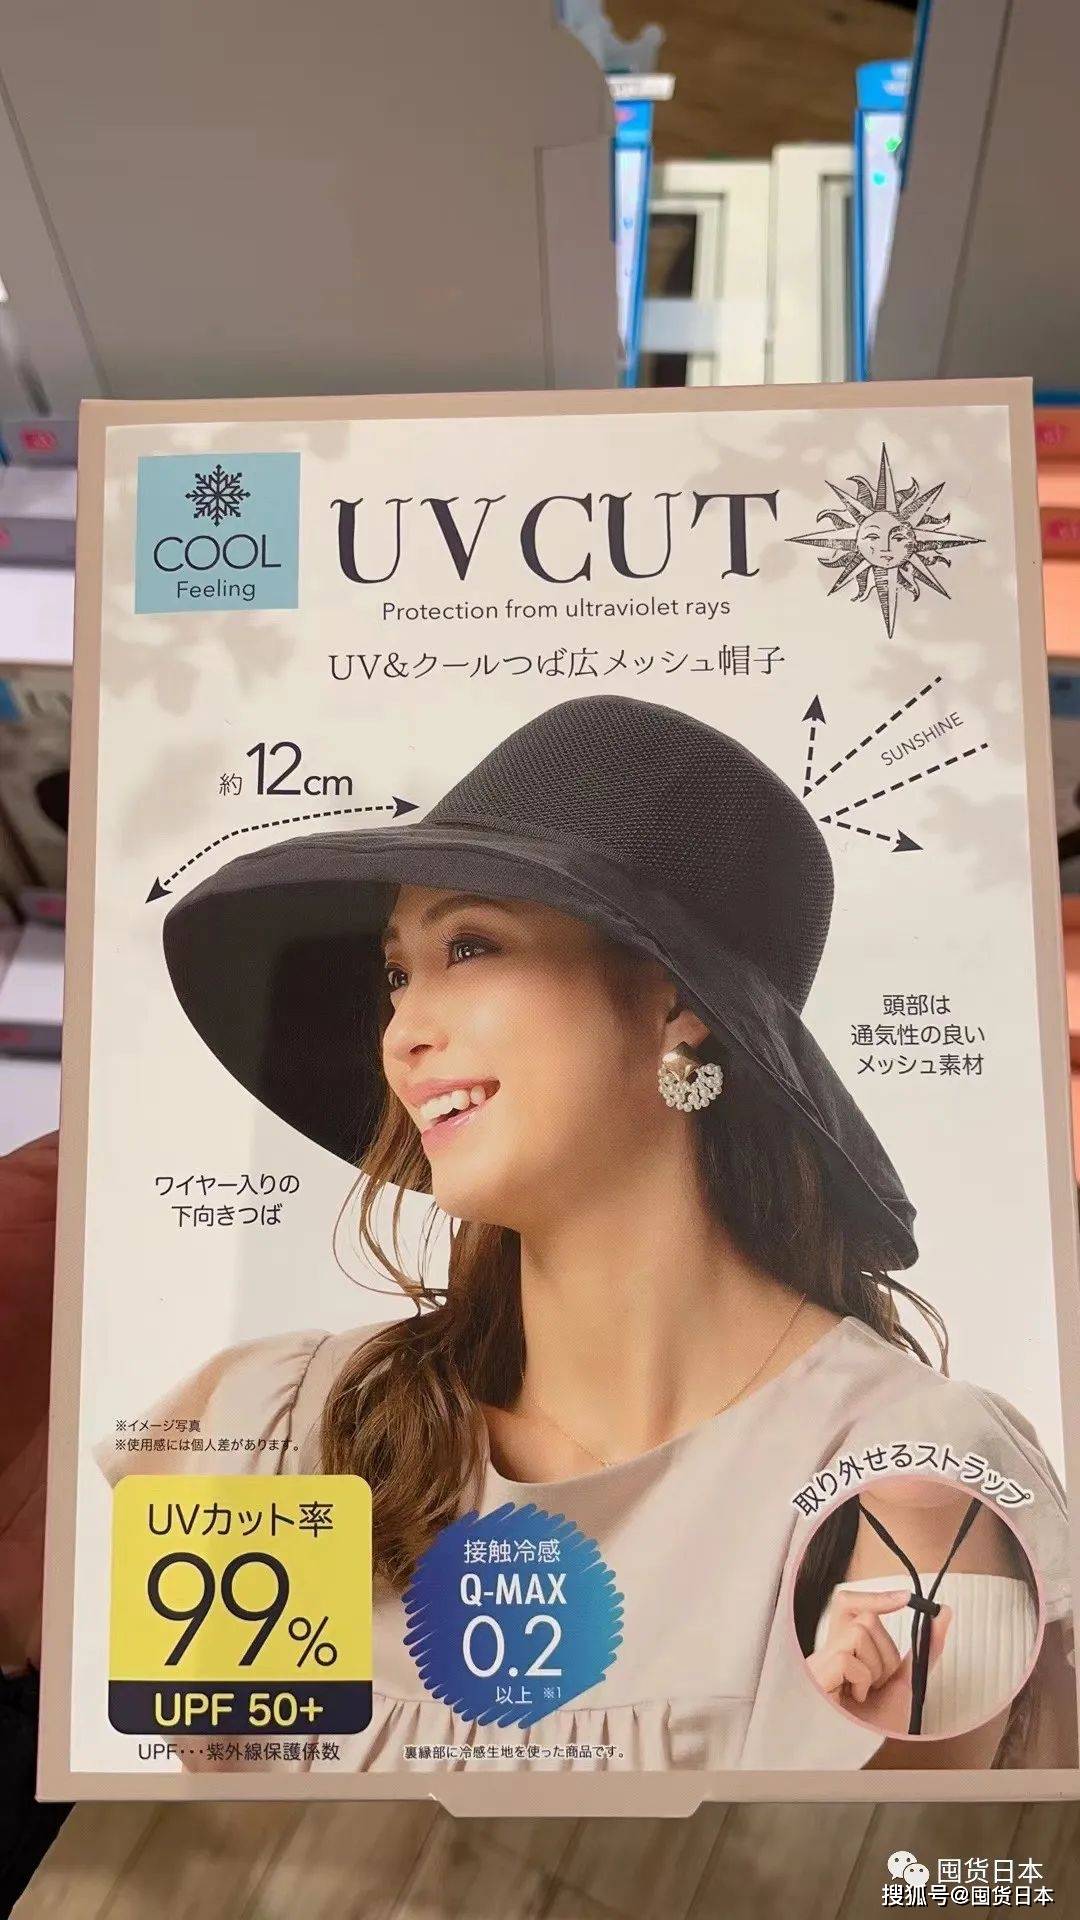 COOL
Feeling
UV CUT
Protection from ultraviolet rays
UV&クールつば広メッシュ帽子
約12cm
SUNSHINE
頭部は
通気性の良い
メッシュ素材
ワイヤー入りの
下向きつば
※イメージ写真
※使用感には個人差があります。
UVカット率
99%
UPF 50+
UPF・・・紫外線保護係数
接触冷感
Q-MAX
0.2
以上 ※1
裏縁部に冷感生地を使った商品です。
取り外せるストラップ
囤货日本
搜狐号@囤货日本